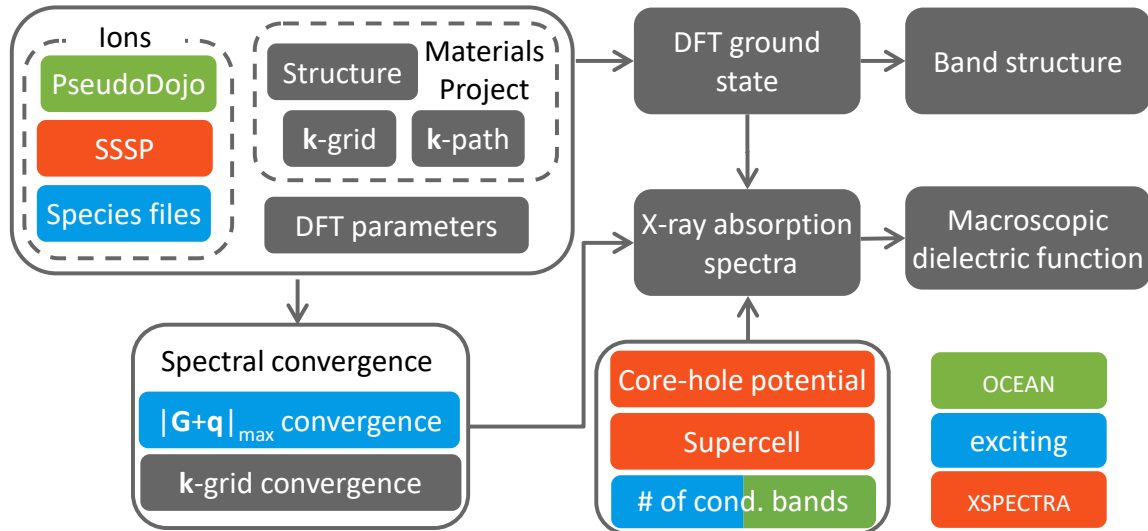 Ions
PseudoDojo
SSSP
Species files
Structure
Materials
Project
k-grid
k-path
DFT parameters
DFT ground
state
Band structure
X-ray absorption
spectra
Macroscopic
dielectric function
Spectral convergence
|G+q|max convergence
k-grid convergence
Core-hole potential
Supercell
# of cond. bands
OCEAN
exciting
XSPECTRA